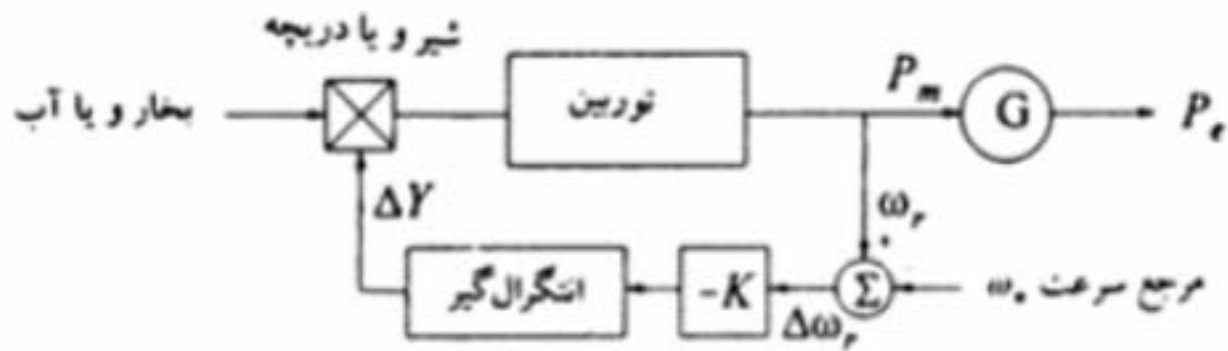 شیر و یا دریچه
بخار و یا آب
توربین
P_m
G
P_e
ΔY
ω_r
انتگرال‌گیر
-K
Σ
Δω_r
مرجع سرعت ω₀